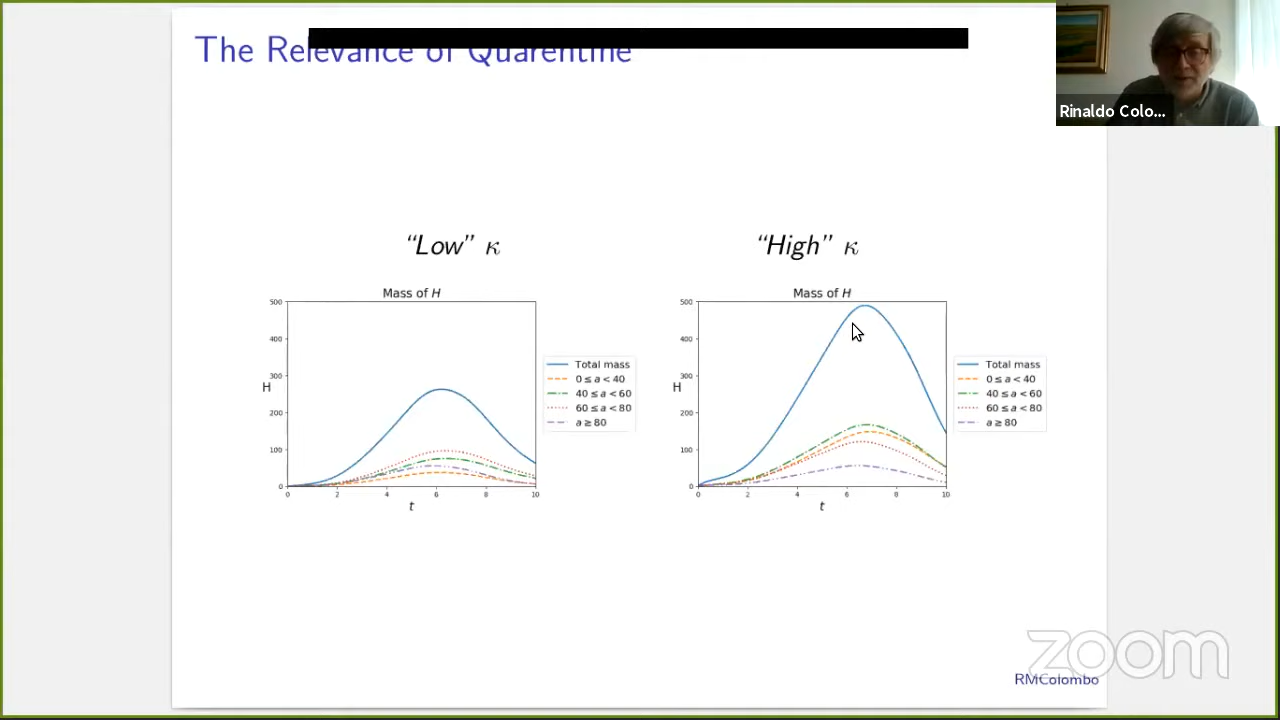 The Relevance of Quarentine
Rinaldo Colo...
“Low” κ
“High” κ
Mass of H
500
400
300
200
100
0
H
0
2
4
6
8
10
t
Total mass
0 ≤ a < 40
40 ≤ a < 60
60 ≤ a < 80
a ≥ 80
Mass of H
500
400
300
200
100
0
H
0
2
4
6
8
10
t
Total mass
0 ≤ a < 40
40 ≤ a < 60
60 ≤ a < 80
a ≥ 80
zoom
RMColombo